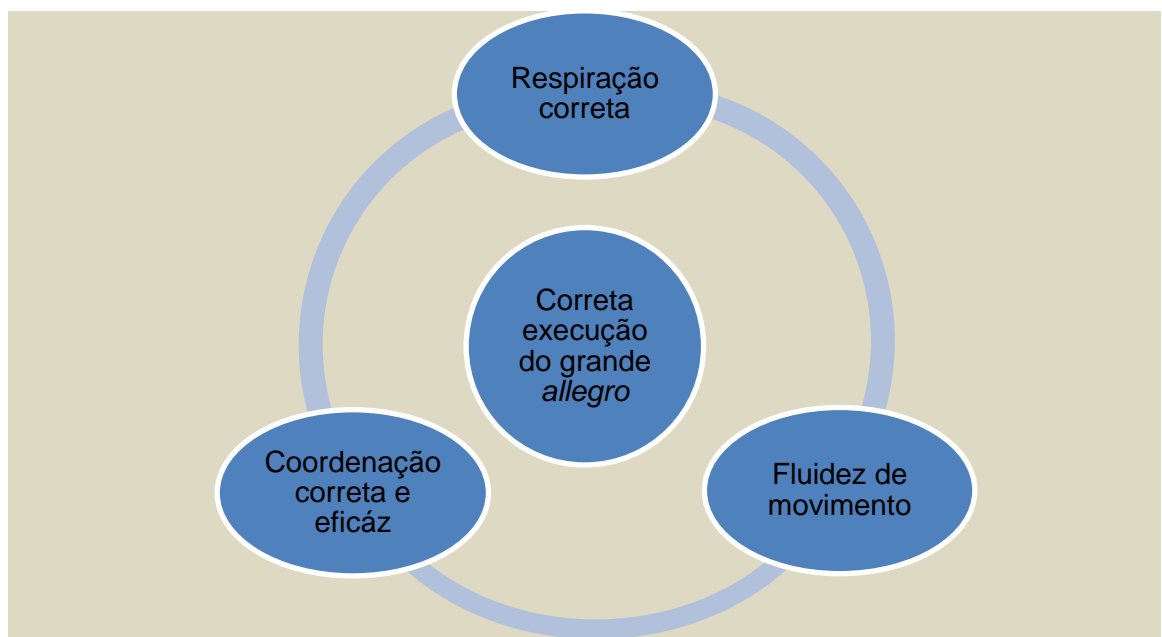 Respiração
correta
Correta
execução
do grande
allegro
Coordenação
correta e
eficáz
Fluidez de
movimento